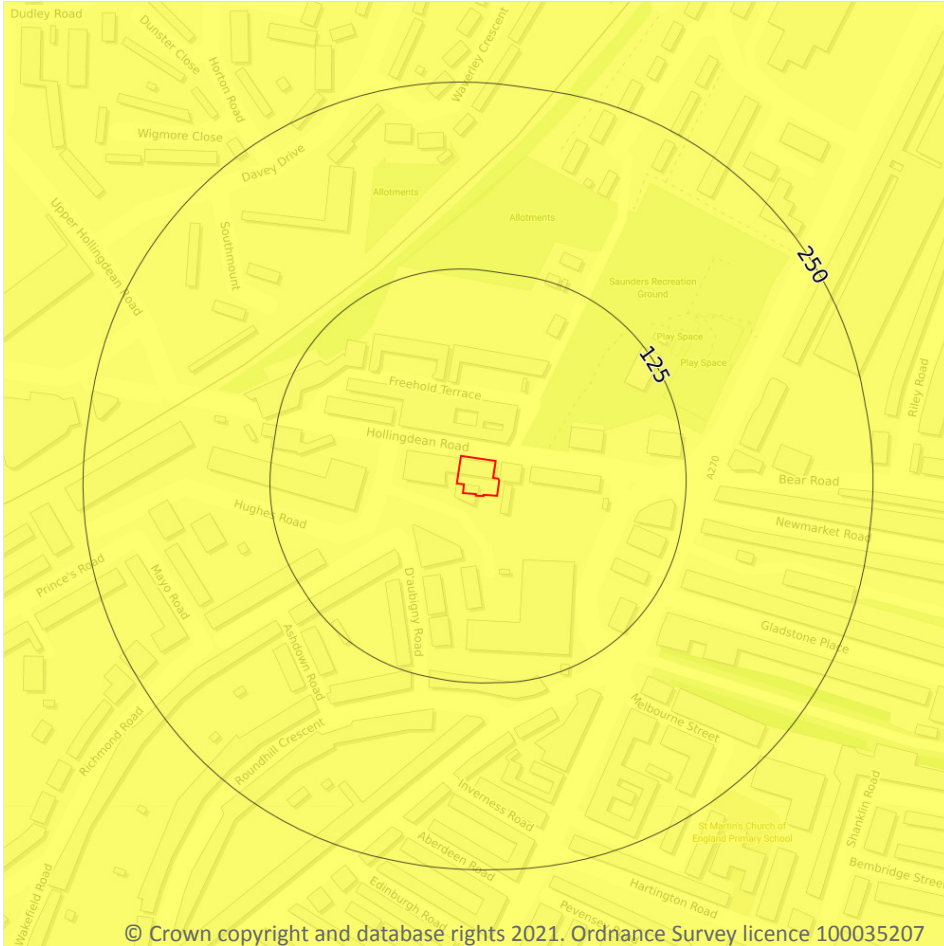 Dudley Road
Dunster Close
Horton Road
Waverley Crescent
Wigmore Close
Davey Drive
Allotments
Allotments
Upper Hollingdean Road
Southmount
250
Saunders Recreation
Ground
Play Space
Play Space
125
Freehold Terrace
Riley Road
Hollingdean Road
A270
Bear Road
Hughes Road
Newmarket Road
Prince's Road
Mayo Road
D'aubigny Road
Gladstone Place
Ashdown Road
Melbourne Street
Richmond Road
Roundhill Crescent
Inverness Road
Shanklin Road
St Martin's Church of
England Primary School
Aberdeen Road
Bembridge Street
Wakefield Road
Edinburgh Road
Hartington Road
Pevensey Road
© Crown copyright and database rights 2021. Ordnance Survey licence 100035207